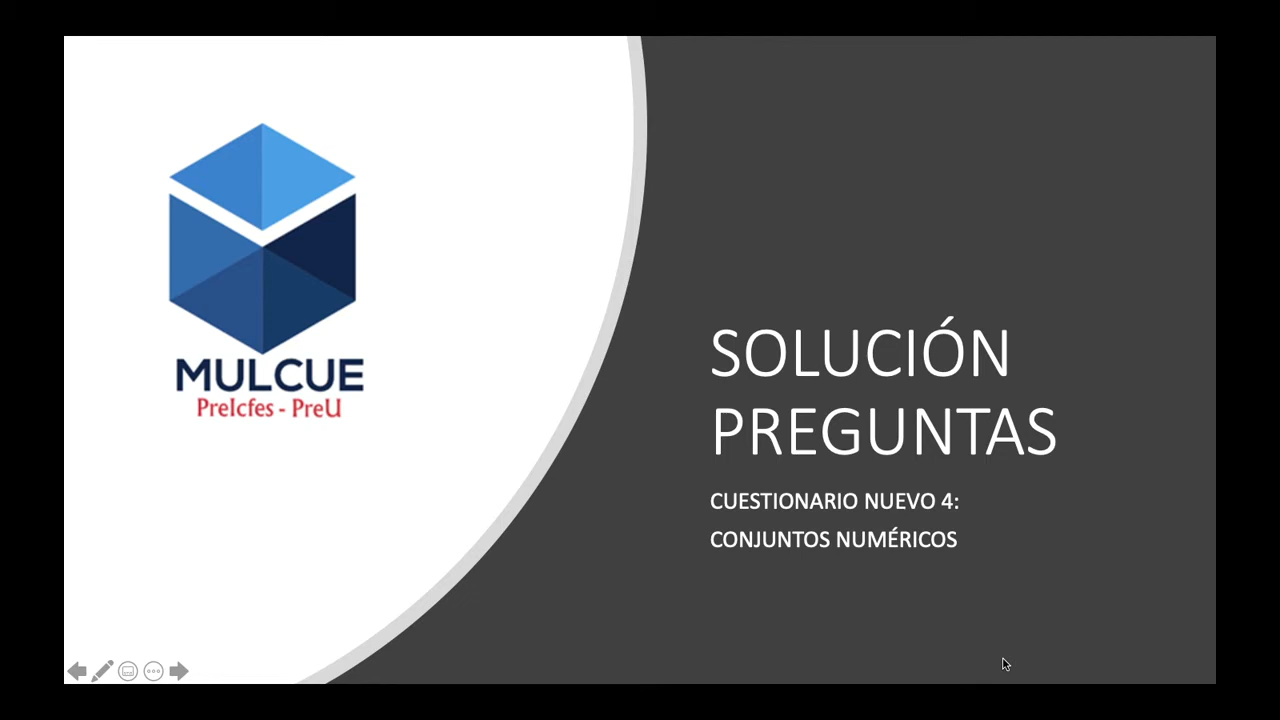 MULCUE
PreIcfes - PreU
SOLUCIÓN
PREGUNTAS
CUESTIONARIO NUEVO 4:
CONJUNTOS NUMÉRICOS